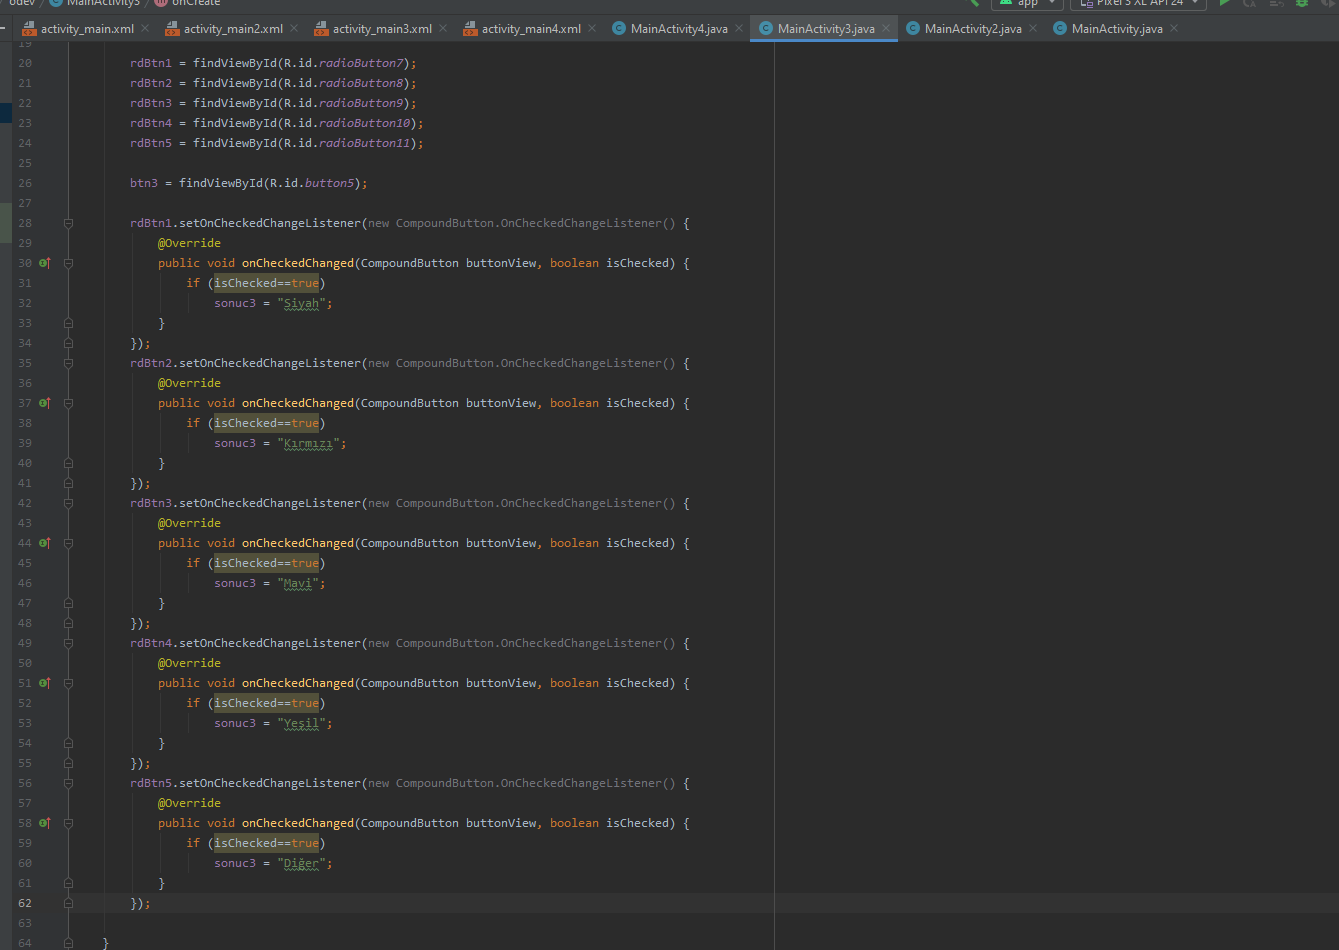 odev MainActivity3 onCreate app Pixel 3 XL API 24
activity_main.xml activity_main2.xml activity_main3.xml activity_main4.xml MainActivity4.java MainActivity3.java MainActivity2.java MainActivity.java
19
20 rdBtn1 = findViewById(R.id.radioButton7);
21 rdBtn2 = findViewById(R.id.radioButton8);
22 rdBtn3 = findViewById(R.id.radioButton9);
23 rdBtn4 = findViewById(R.id.radioButton10);
24 rdBtn5 = findViewById(R.id.radioButton11);
25
26 btn3 = findViewById(R.id.button5);
27
28 rdBtn1.setOnCheckedChangeListener(new CompoundButton.OnCheckedChangeListener() {
29 @Override
30 public void onCheckedChanged(CompoundButton buttonView, boolean isChecked) {
31 if (isChecked==true)
32 sonuc3 = "Siyah";
33 }
34 });
35 rdBtn2.setOnCheckedChangeListener(new CompoundButton.OnCheckedChangeListener() {
36 @Override
37 public void onCheckedChanged(CompoundButton buttonView, boolean isChecked) {
38 if (isChecked==true)
39 sonuc3 = "Kırmızı";
40 }
41 });
42 rdBtn3.setOnCheckedChangeListener(new CompoundButton.OnCheckedChangeListener() {
43 @Override
44 public void onCheckedChanged(CompoundButton buttonView, boolean isChecked) {
45 if (isChecked==true)
46 sonuc3 = "Mavi";
47 }
48 });
49 rdBtn4.setOnCheckedChangeListener(new CompoundButton.OnCheckedChangeListener() {
50 @Override
51 public void onCheckedChanged(CompoundButton buttonView, boolean isChecked) {
52 if (isChecked==true)
53 sonuc3 = "Yeşil";
54 }
55 });
56 rdBtn5.setOnCheckedChangeListener(new CompoundButton.OnCheckedChangeListener() {
57 @Override
58 public void onCheckedChanged(CompoundButton buttonView, boolean isChecked) {
59 if (isChecked==true)
60 sonuc3 = "Diğer";
61 }
62 });
63
64 }